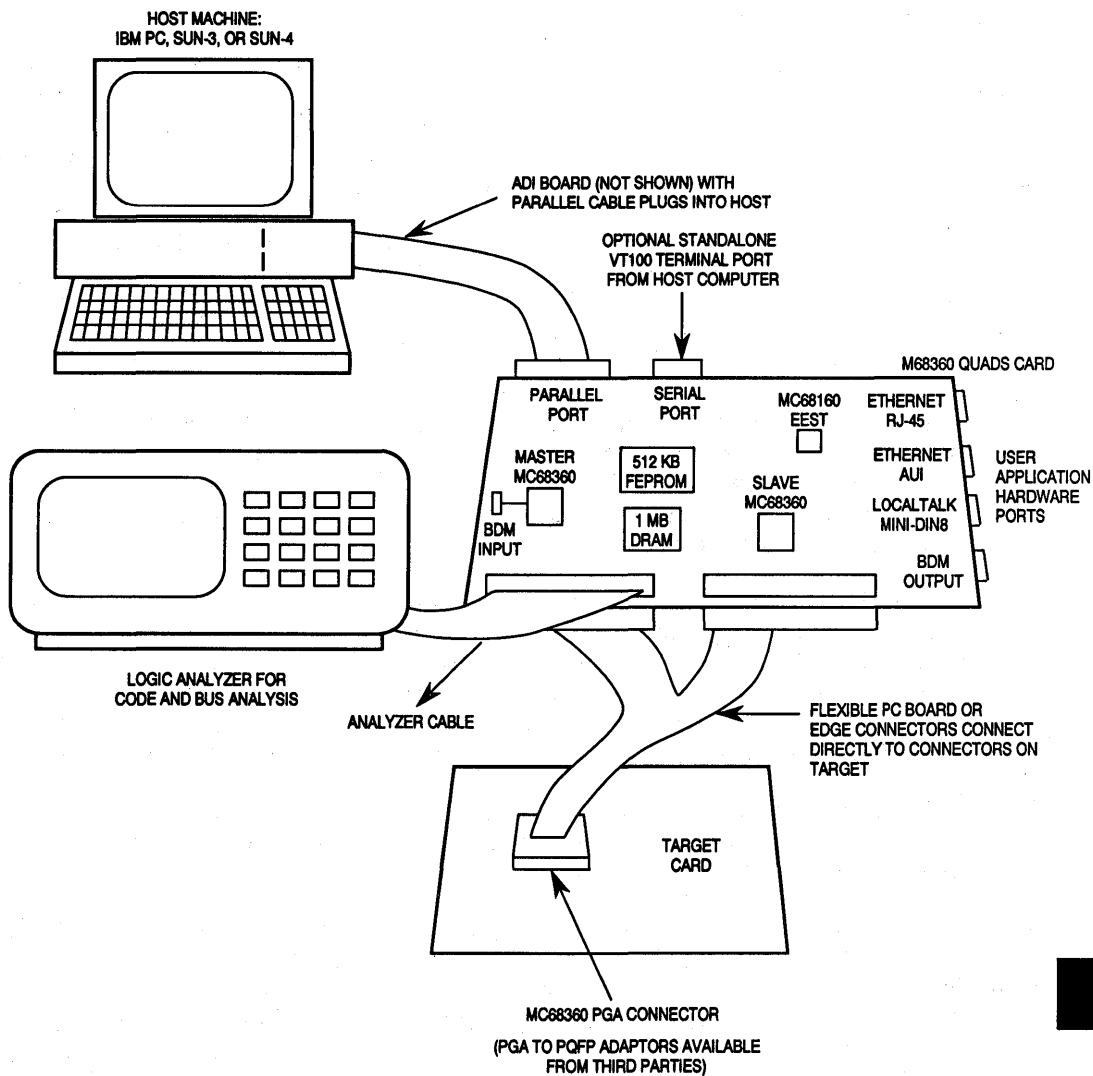 HOST MACHINE:
IBM PC, SUN-3, OR SUN-4
ADI BOARD (NOT SHOWN) WITH
PARALLEL CABLE PLUGS INTO HOST
OPTIONAL STANDALONE
VT100 TERMINAL PORT
FROM HOST COMPUTER
M68360 QUADS CARD
PARALLEL
PORT
SERIAL
PORT
MC68160
EEST
ETHERNET
RJ-45
MASTER
MC68360
512 KB
FEPROM
SLAVE
MC68360
ETHERNET
AUI
USER
APPLICATION
HARDWARE
PORTS
LOCALTALK
MINI-DIN8
BDM
INPUT
1 MB
DRAM
BDM
OUTPUT
LOGIC ANALYZER FOR
CODE AND BUS ANALYSIS
ANALYZER CABLE
FLEXIBLE PC BOARD OR
EDGE CONNECTORS CONNECT
DIRECTLY TO CONNECTORS ON
TARGET
TARGET
CARD
MC68360 PGA CONNECTOR
(PGA TO PQFP ADAPTORS AVAILABLE
FROM THIRD PARTIES)